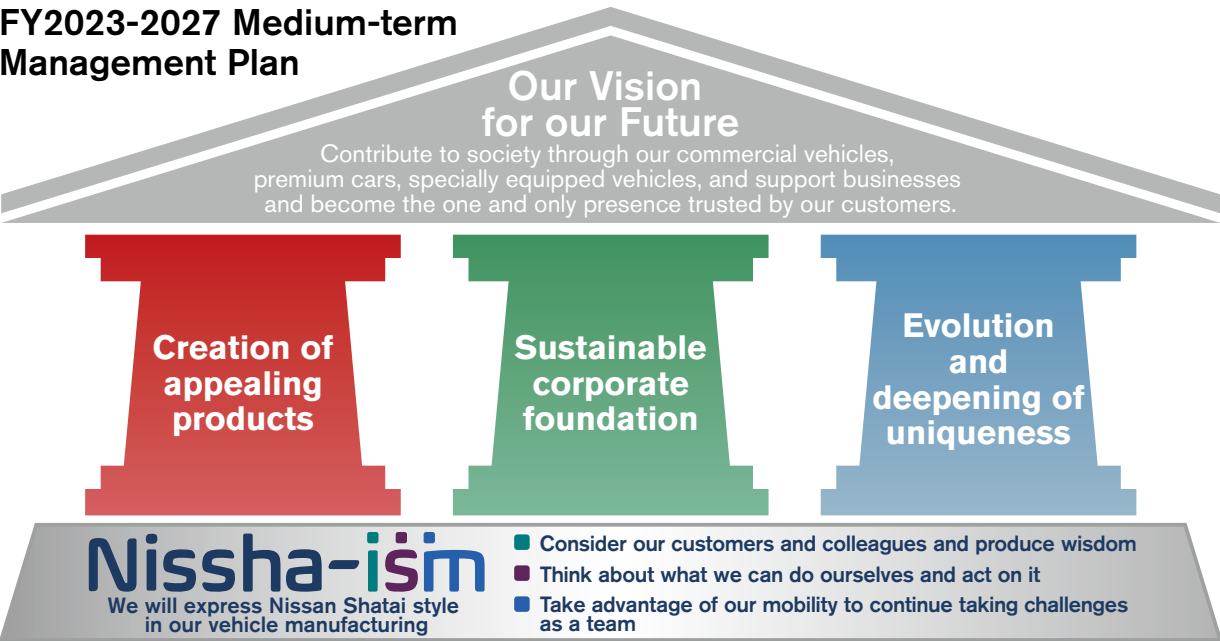 FY2023-2027 Medium-term
Management Plan
Our Vision
for our Future
Contribute to society through our commercial vehicles,
premium cars, specially equipped vehicles, and support businesses
and become the one and only presence trusted by our customers.
Creation of
appealing
products
Sustainable
corporate
foundation
Evolution
and
deepening of
uniqueness
Nissha-ism
We will express Nissan Shatai style
in our vehicle manufacturing
Consider our customers and colleagues and produce wisdom
Think about what we can do ourselves and act on it
Take advantage of our mobility to continue taking challenges
as a team